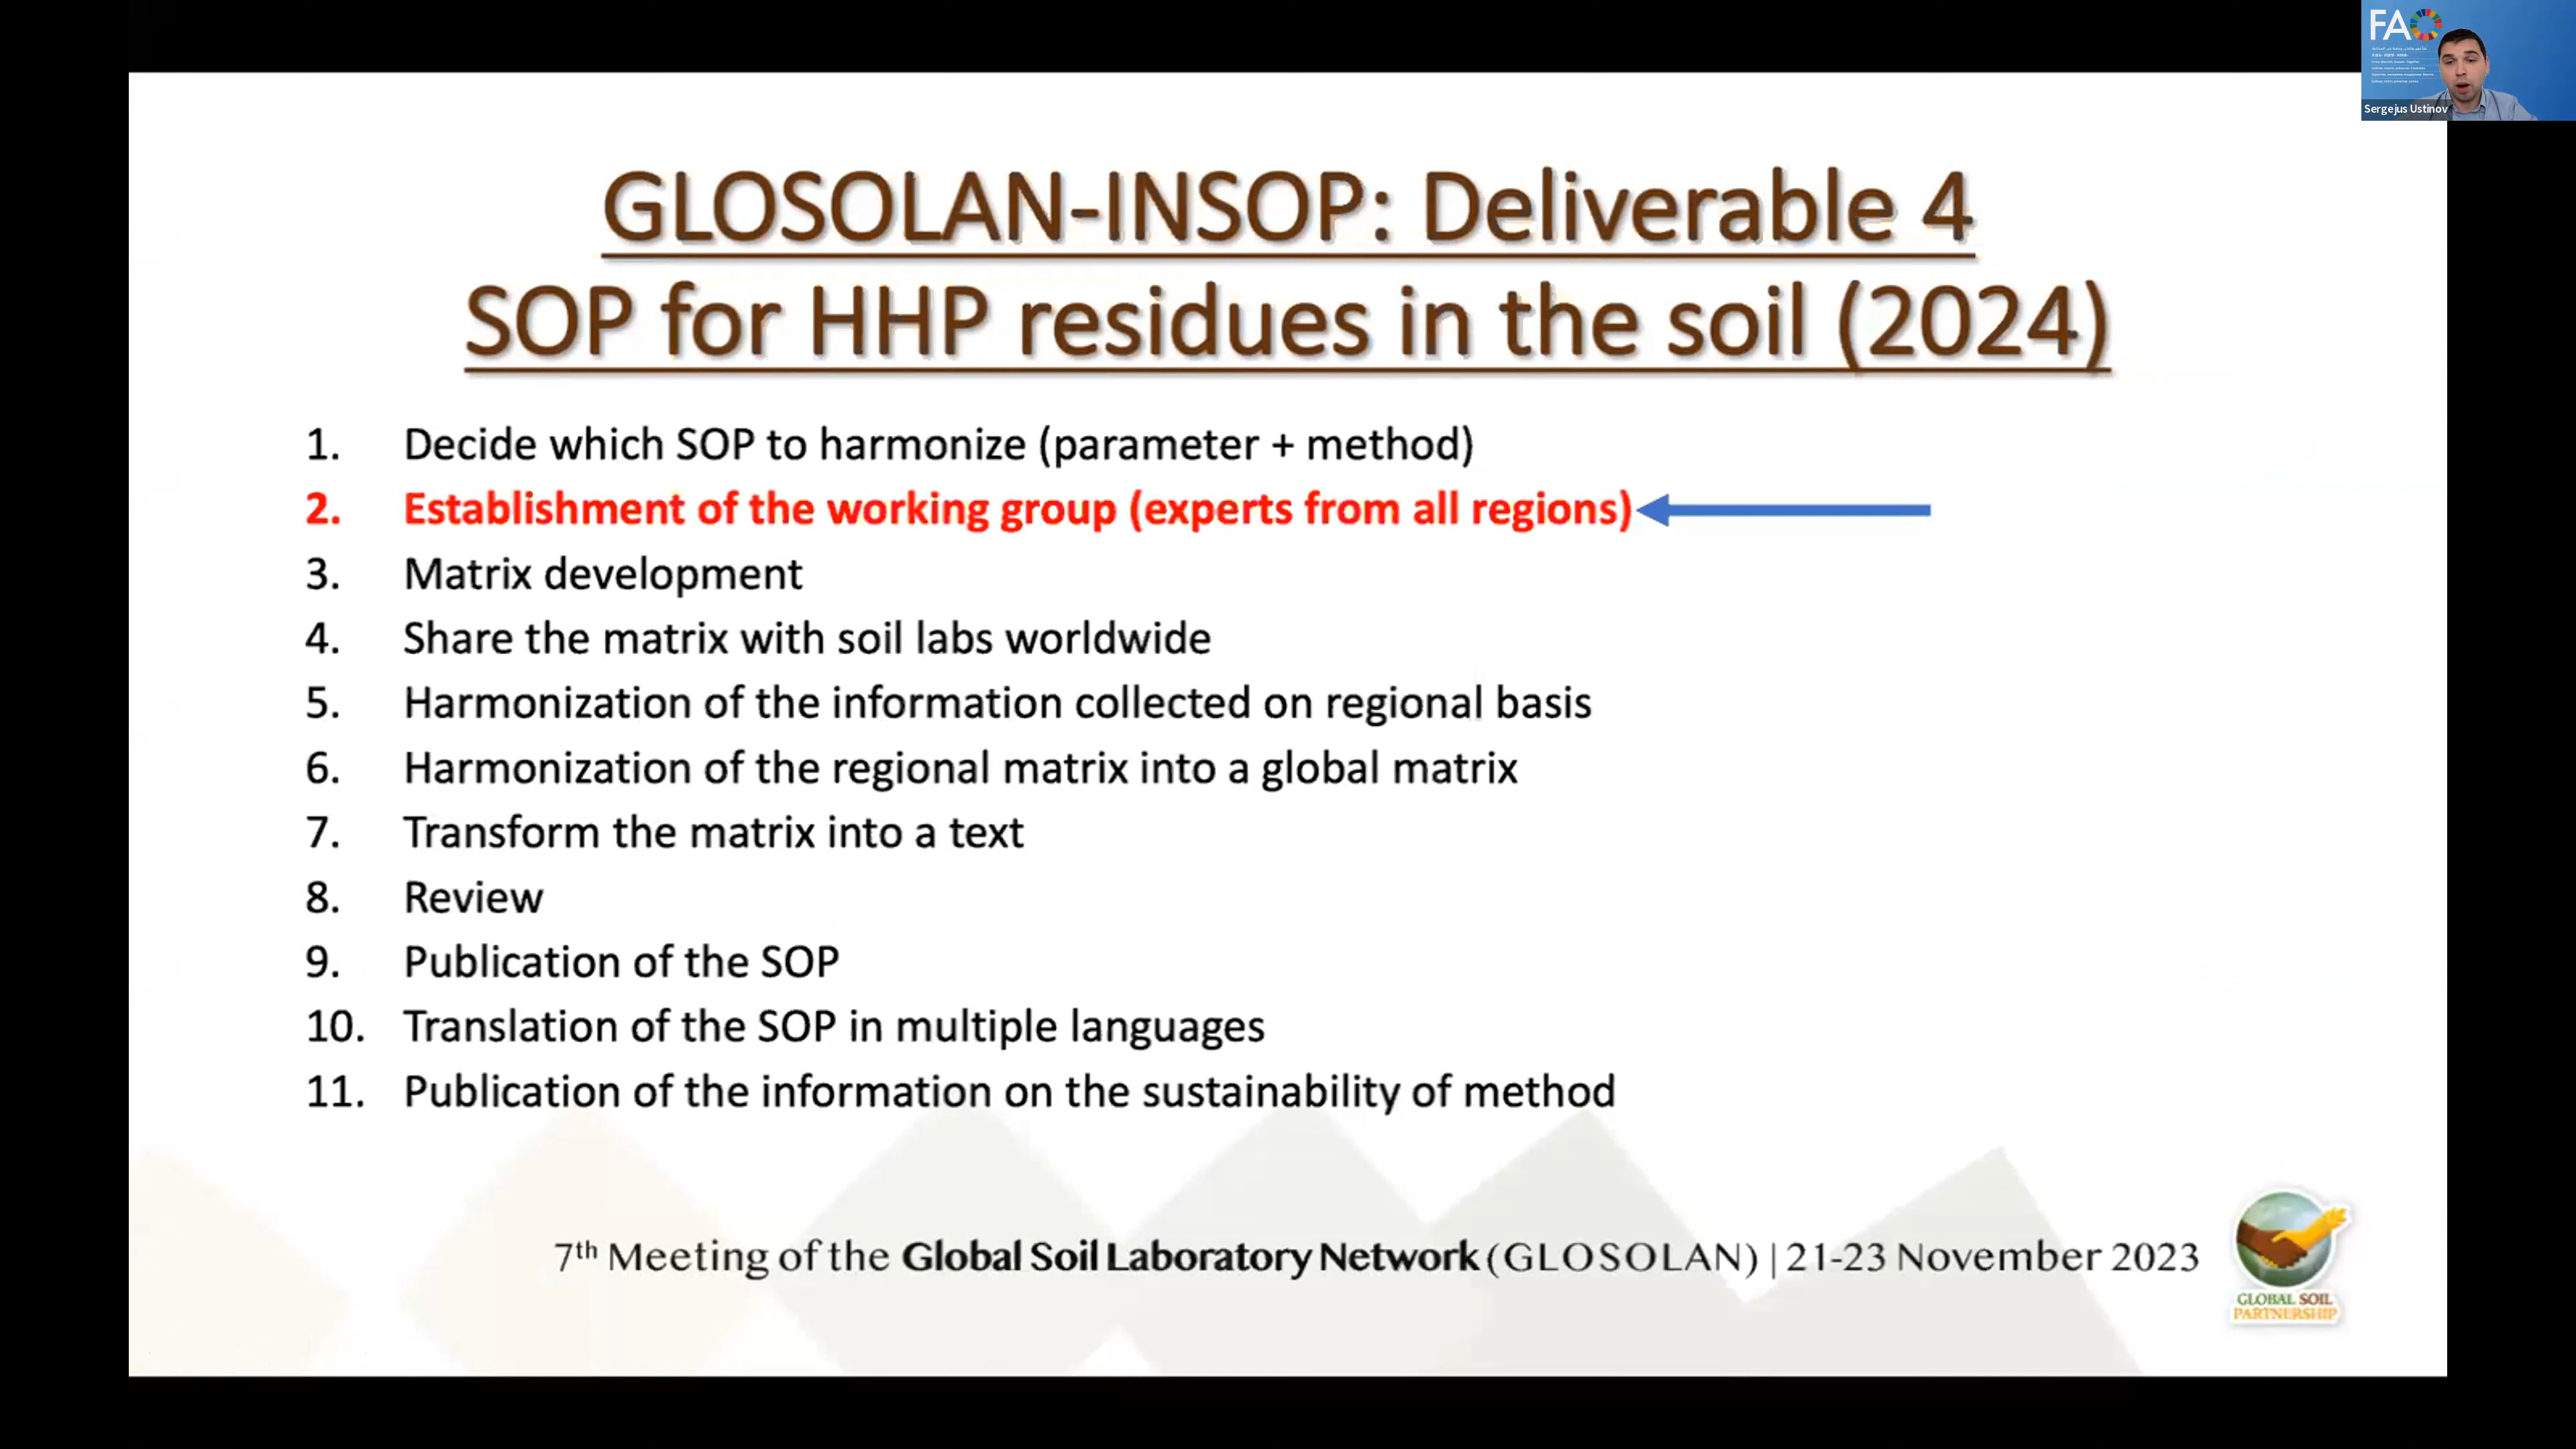 FAO
Sergejus Ustinov
GLOSOLAN-INSOP: Deliverable 4
SOP for HHP residues in the soil (2024)
1. Decide which SOP to harmonize (parameter + method)
2. Establishment of the working group (experts from all regions)
3. Matrix development
4. Share the matrix with soil labs worldwide
5. Harmonization of the information collected on regional basis
6. Harmonization of the regional matrix into a global matrix
7. Transform the matrix into a text
8. Review
9. Publication of the SOP
10. Translation of the SOP in multiple languages
11. Publication of the information on the sustainability of method
7th Meeting of the Global Soil Laboratory Network (GLOSOLAN) | 21-23 November 2023
GLOBAL SOIL
PARTNERSHIP